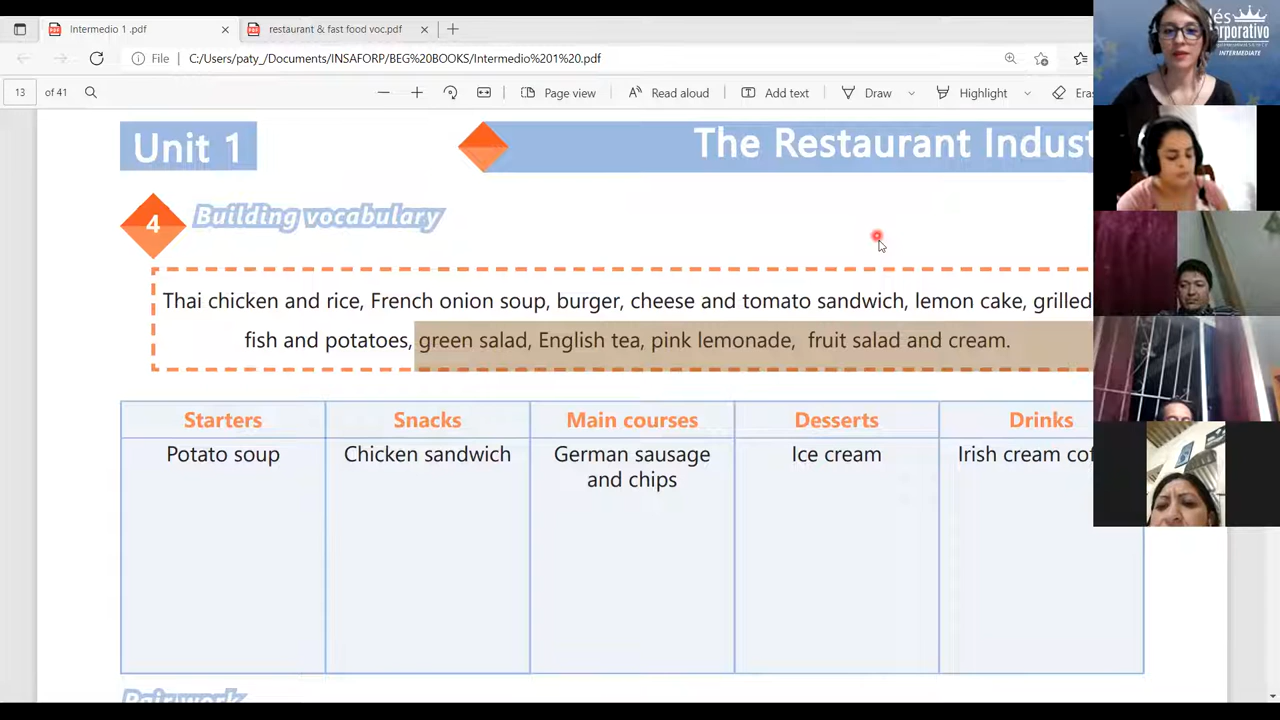 Intermedio 1 .pdf
restaurant & fast food voc.pdf
File C:/Users/paty_/Documents/INSAFORP/BEG%20BOOKS/Intermedio%201%20.pdf
13 of 41 Page view Read aloud Add text Draw Highlight
Unit 1 The Restaurant
4 Building vocabulary
Thai chicken and rice, French onion soup, burger, cheese and tomato sandwich, lemon cake, grilled
fish and potatoes, green salad, English tea, pink lemonade, fruit salad and cream.
Starters Snacks Main courses Desserts Drinks
Potato soup Chicken sandwich German sausage Ice cream Irish cream
and chips
Pair work
INTERMEDIATE